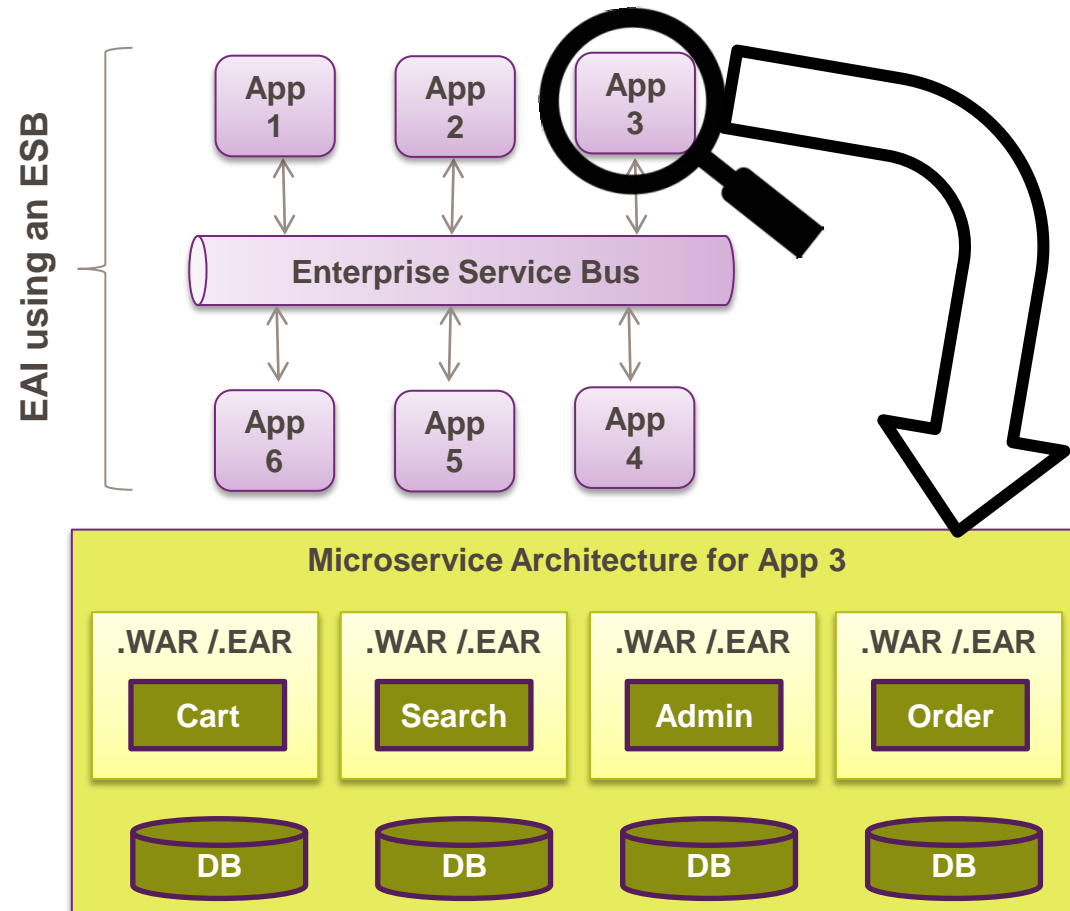 EAI using an ESB
App
1
App
2
App
3
Enterprise Service Bus
App
6
App
5
App
4
Microservice Architecture for App 3
.WAR /.EAR
Cart
.WAR /.EAR
Search
.WAR /.EAR
Admin
.WAR /.EAR
Order
DB
DB
DB
DB